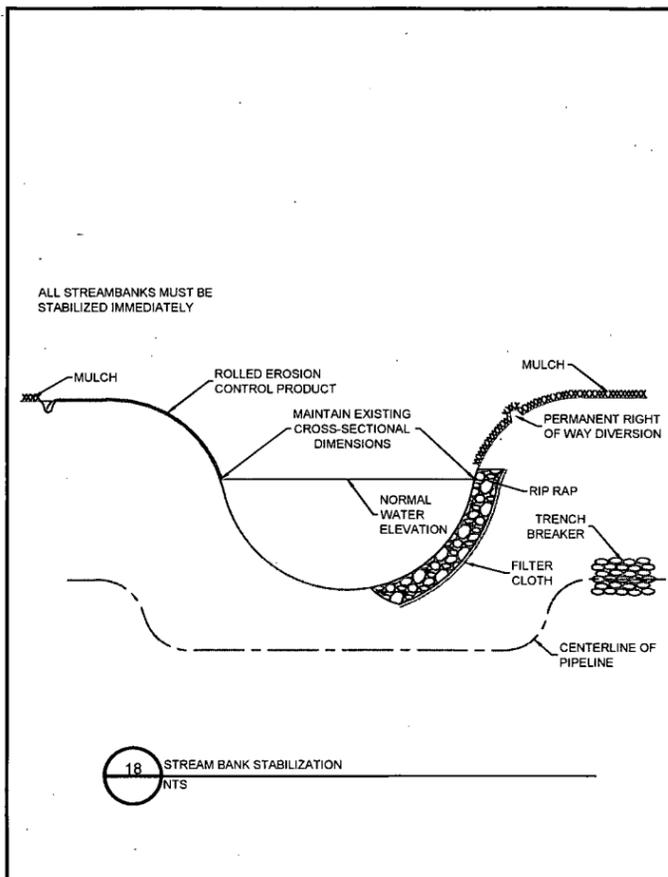 ALL STREAMBANKS MUST BE
STABILIZED IMMEDIATELY
MULCH
ROLLED EROSION
CONTROL PRODUCT
MULCH
MAINTAIN EXISTING
CROSS-SECTIONAL
DIMENSIONS
PERMANENT RIGHT
OF WAY DIVERSION
NORMAL
WATER
ELEVATION
RIP RAP
TRENCH
BREAKER
FILTER
CLOTH
CENTERLINE OF
PIPELINE
18
STREAM BANK STABILIZATION
NTS